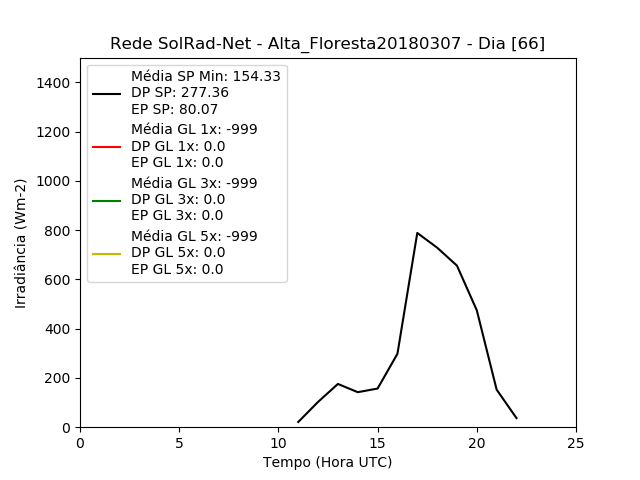 Rede SolRad-Net - Alta_Floresta20180307 - Dia [66]
Média SP Min: 154.33
DP SP: 277.36
EP SP: 80.07
Média GL 1x: -999
DP GL 1x: 0.0
EP GL 1x: 0.0
Média GL 3x: -999
DP GL 3x: 0.0
EP GL 3x: 0.0
Média GL 5x: -999
DP GL 5x: 0.0
EP GL 5x: 0.0
Irradiância (Wm-2)
1400
1200
1000
800
600
400
200
0
0 5 10 15 20 25
Tempo (Hora UTC)